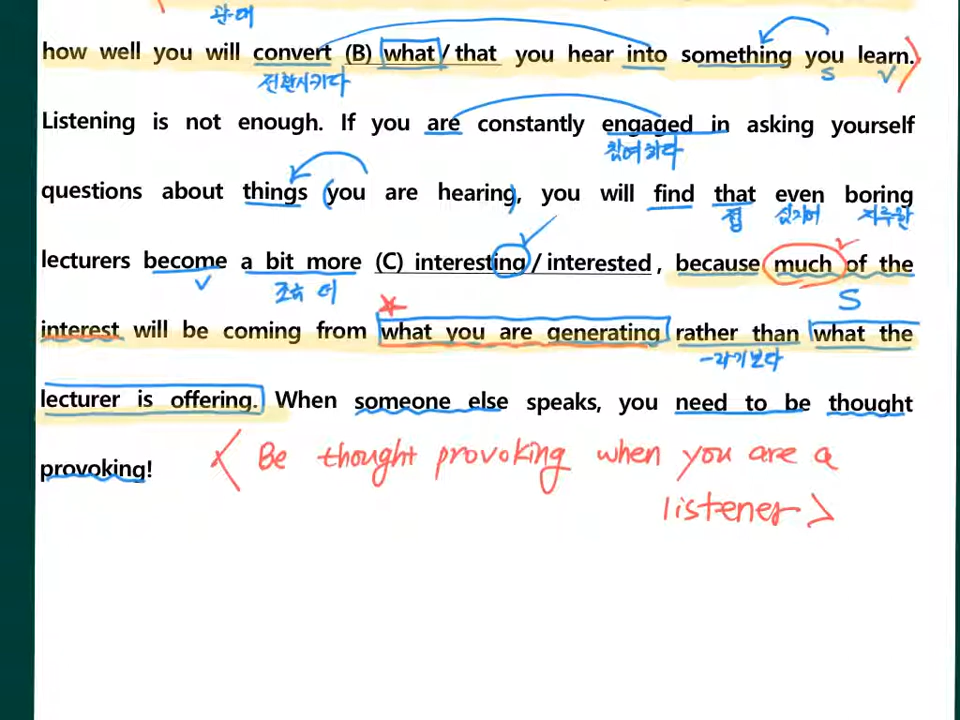 관여
how well you will convert (B) what / that you hear into something you learn.
전환시키다 S V
Listening is not enough. If you are constantly engaged in asking yourself
참여하다
questions about things (you are hearing), you will find that even boring
접 심지어 지루한
lecturers become a bit more (C) interesting / interested, because much of the
V 조금 더 S
interest will be coming from what you are generating rather than what the
~라기보다
lecturer is offering. When someone else speaks, you need to be thought
provoking!
< Be thought provoking when you are a
listener >